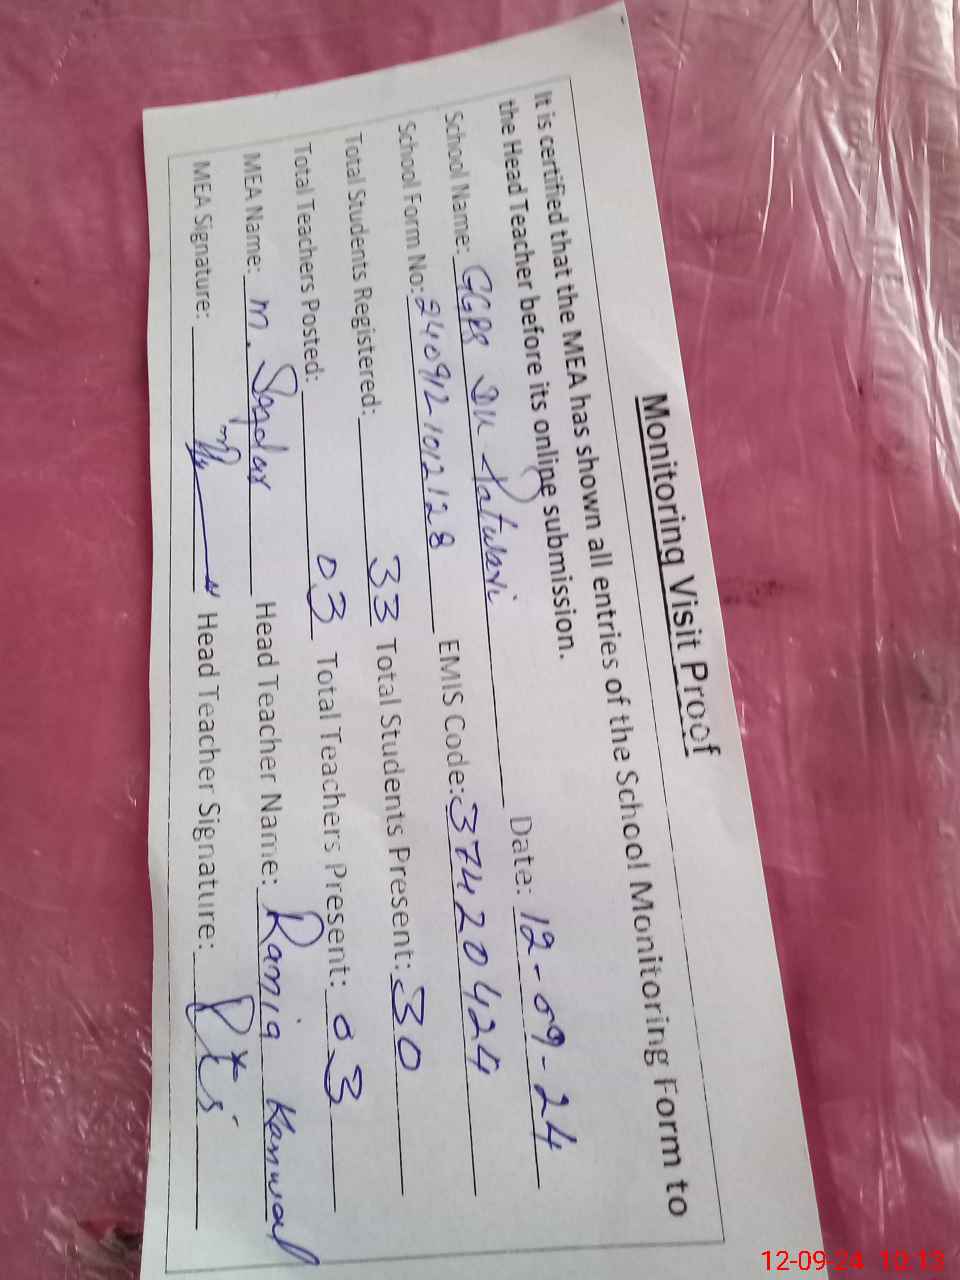 Monitoring Visit Proof
It is certified that the MEA has shown all entries of the School Monitoring Form to
the Head Teacher before its online submission.
School Name: GGPS Date: 12-09-24
School Form No: 240912 1012128 EMIS Code: 37420424
Total Students Registered: 33 Total Students Present: 30
Total Teachers Posted: 03 Total Teachers Present: 03
MEA Name: M. Head Teacher Name: Rania Kanwal
MEA Signature: Head Teacher Signature:
12-09-24 10:13